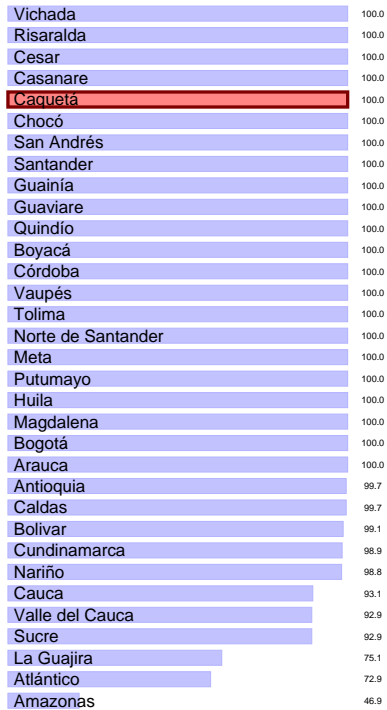 Vichada 100.0
Risaralda 100.0
Cesar 100.0
Casanare 100.0
Caquetá 100.0
Chocó 100.0
San Andrés 100.0
Santander 100.0
Guainía 100.0
Guaviare 100.0
Quindío 100.0
Boyacá 100.0
Córdoba 100.0
Vaupés 100.0
Tolima 100.0
Norte de Santander 100.0
Meta 100.0
Putumayo 100.0
Huila 100.0
Magdalena 100.0
Bogotá 100.0
Arauca 100.0
Antioquia 99.7
Caldas 99.7
Bolivar 99.1
Cundinamarca 98.9
Nariño 98.8
Cauca 93.1
Valle del Cauca 92.9
Sucre 92.9
La Guajira 75.1
Atlántico 72.9
Amazonas 46.9